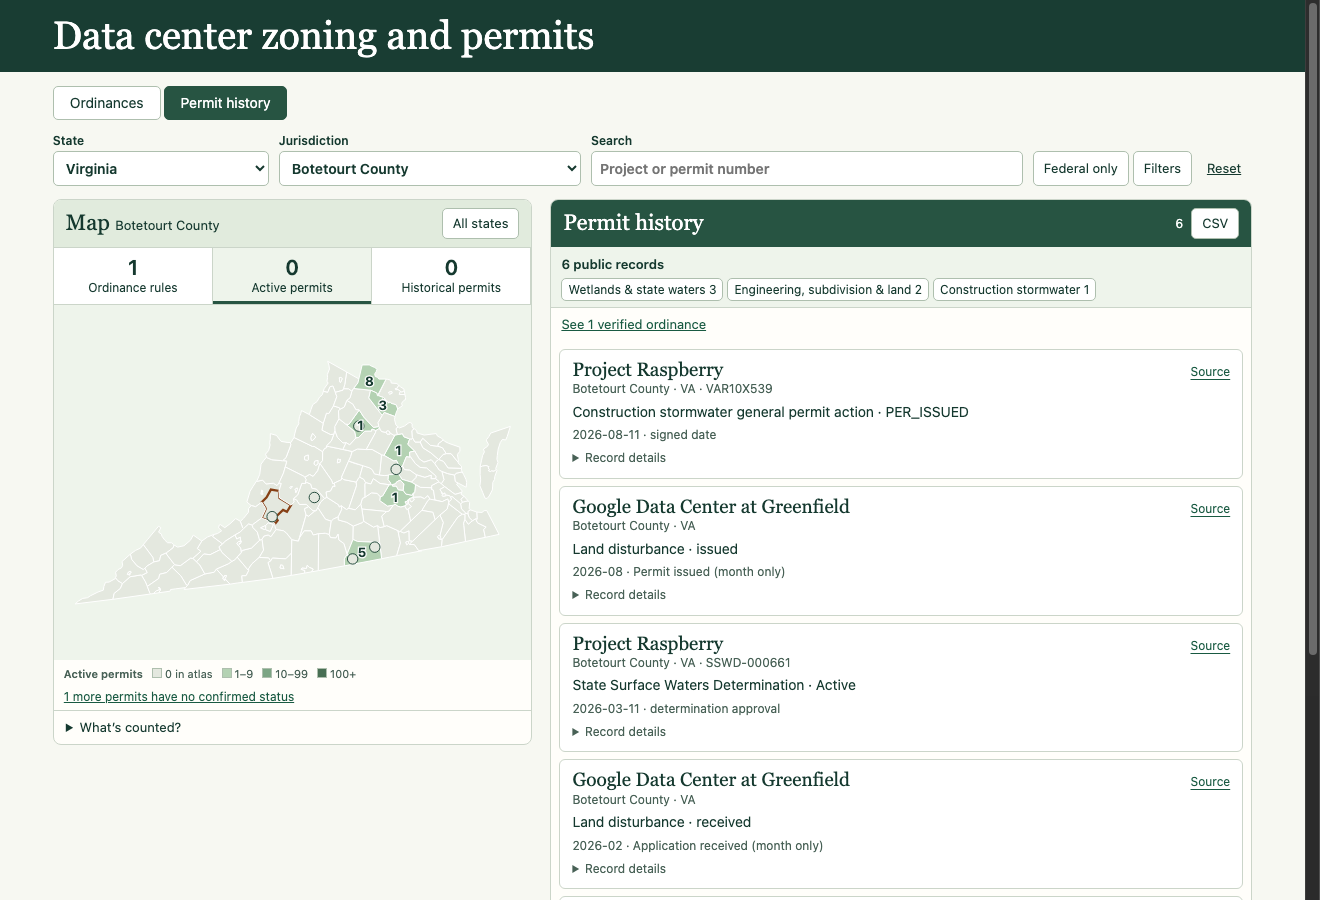 Data center zoning and permits
Ordinances
Permit history
State
Jurisdiction
Search
Virginia
Botetourt County
Project or permit number
Federal only
Filters
Reset
Map Botetourt County
All states
1
Ordinance rules
0
Active permits
0
Historical permits
8
3
1
1
1
5
Active permits 0 in atlas 1–9 10–99 100+
1 more permits have no confirmed status
What's counted?
Permit history
6
CSV
6 public records
Wetlands & state waters 3
Engineering, subdivision & land 2
Construction stormwater 1
See 1 verified ordinance
Project Raspberry
Source
Botetourt County · VA · VAR10X539
Construction stormwater general permit action · PER_ISSUED
2026-08-11 · signed date
Record details
Google Data Center at Greenfield
Source
Botetourt County · VA
Land disturbance · issued
2026-08 · Permit issued (month only)
Record details
Project Raspberry
Source
Botetourt County · VA · SSWD-000661
State Surface Waters Determination · Active
2026-03-11 · determination approval
Record details
Google Data Center at Greenfield
Source
Botetourt County · VA
Land disturbance · received
2026-02 · Application received (month only)
Record details